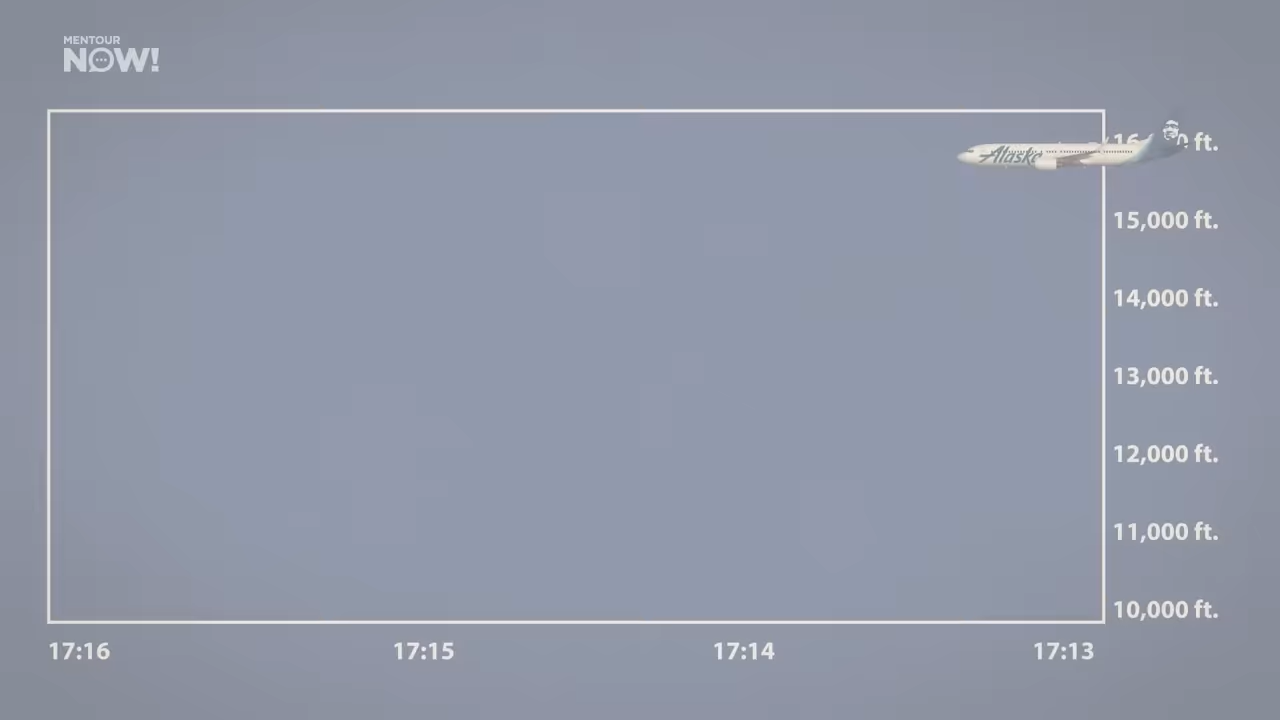 MENTOUR
NOW!
Alaska
ft.
15,000 ft.
14,000 ft.
13,000 ft.
12,000 ft.
11,000 ft.
10,000 ft.
17:16 17:15 17:14 17:13